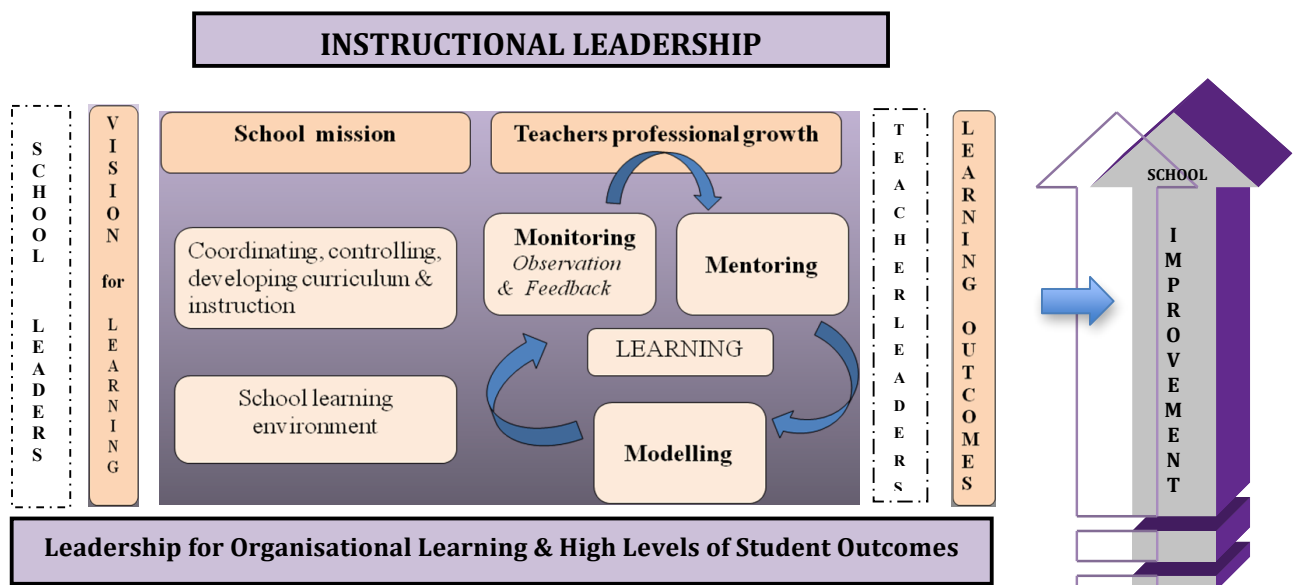 INSTRUCTIONAL LEADERSHIP
SCHOOL LEADERS
VISION for LEARNING
School mission
Coordinating, controlling,
developing curriculum &
instruction
School learning
environment
Teachers professional growth
Monitoring
Observation
& Feedback
Mentoring
LEARNING
Modelling
TEACHERLEADERS
LEARNING OUTCOMES
SCHOOL
IMPROVEMENT
Leadership for Organisational Learning & High Levels of Student Outcomes